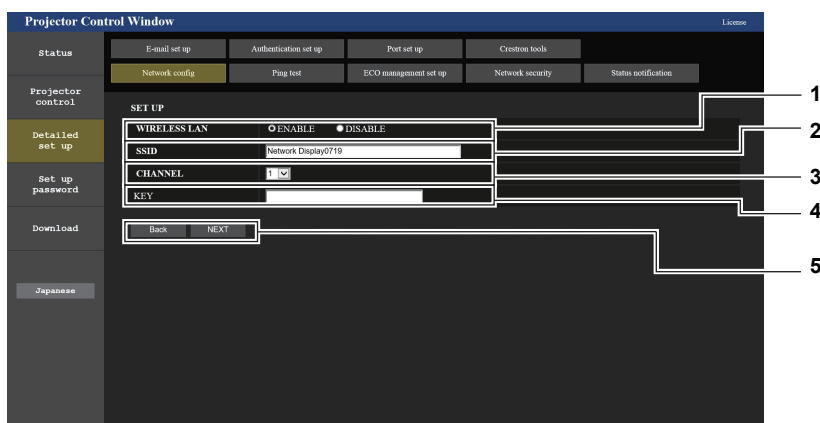 Projector Control Window License
Status
E-mail set up Authentication set up Port set up Crestron tools
Network config Ping test ECO management set up Network security Status notification
Projector
control
Detailed
set up
Set up
password
Download
Japanese
SET UP
WIRELESS LAN ENABLE DISABLE
SSID Network Display0719
CHANNEL 1
KEY
Back NEXT
1
2
3
4
5